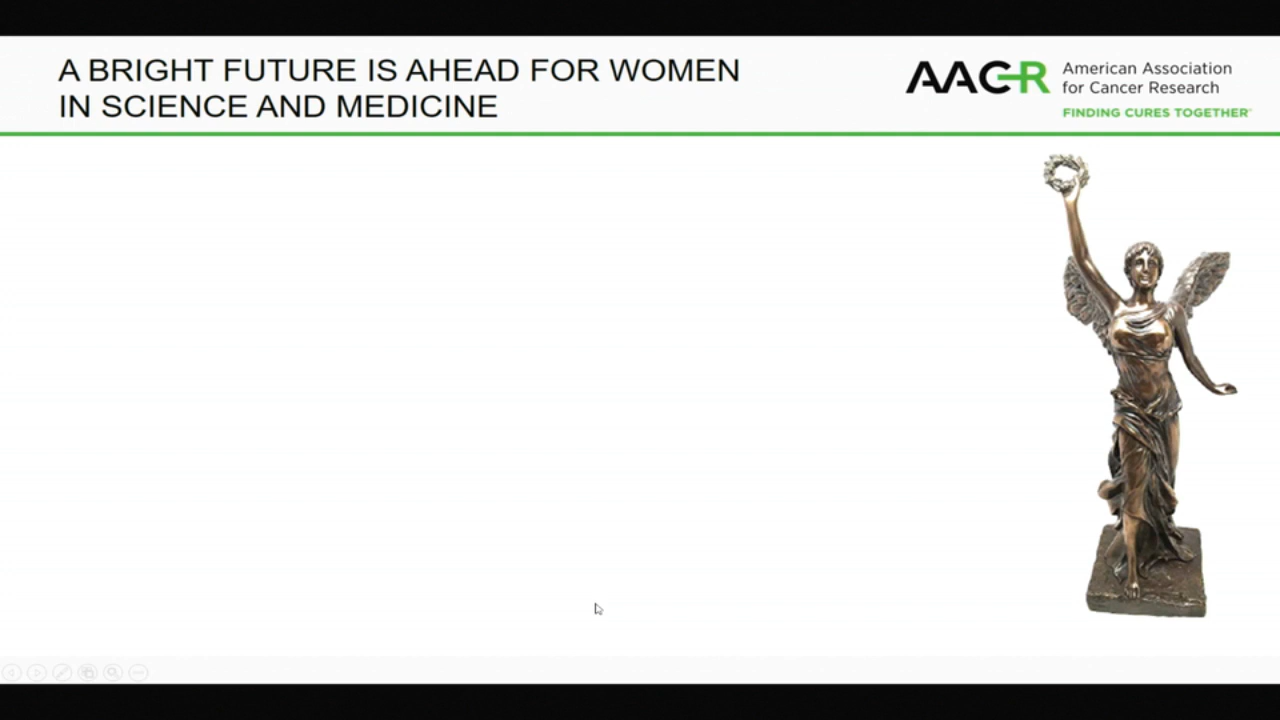 A BRIGHT FUTURE IS AHEAD FOR WOMEN
IN SCIENCE AND MEDICINE
AACR
American Association
for Cancer Research
FINDING CURES TOGETHER